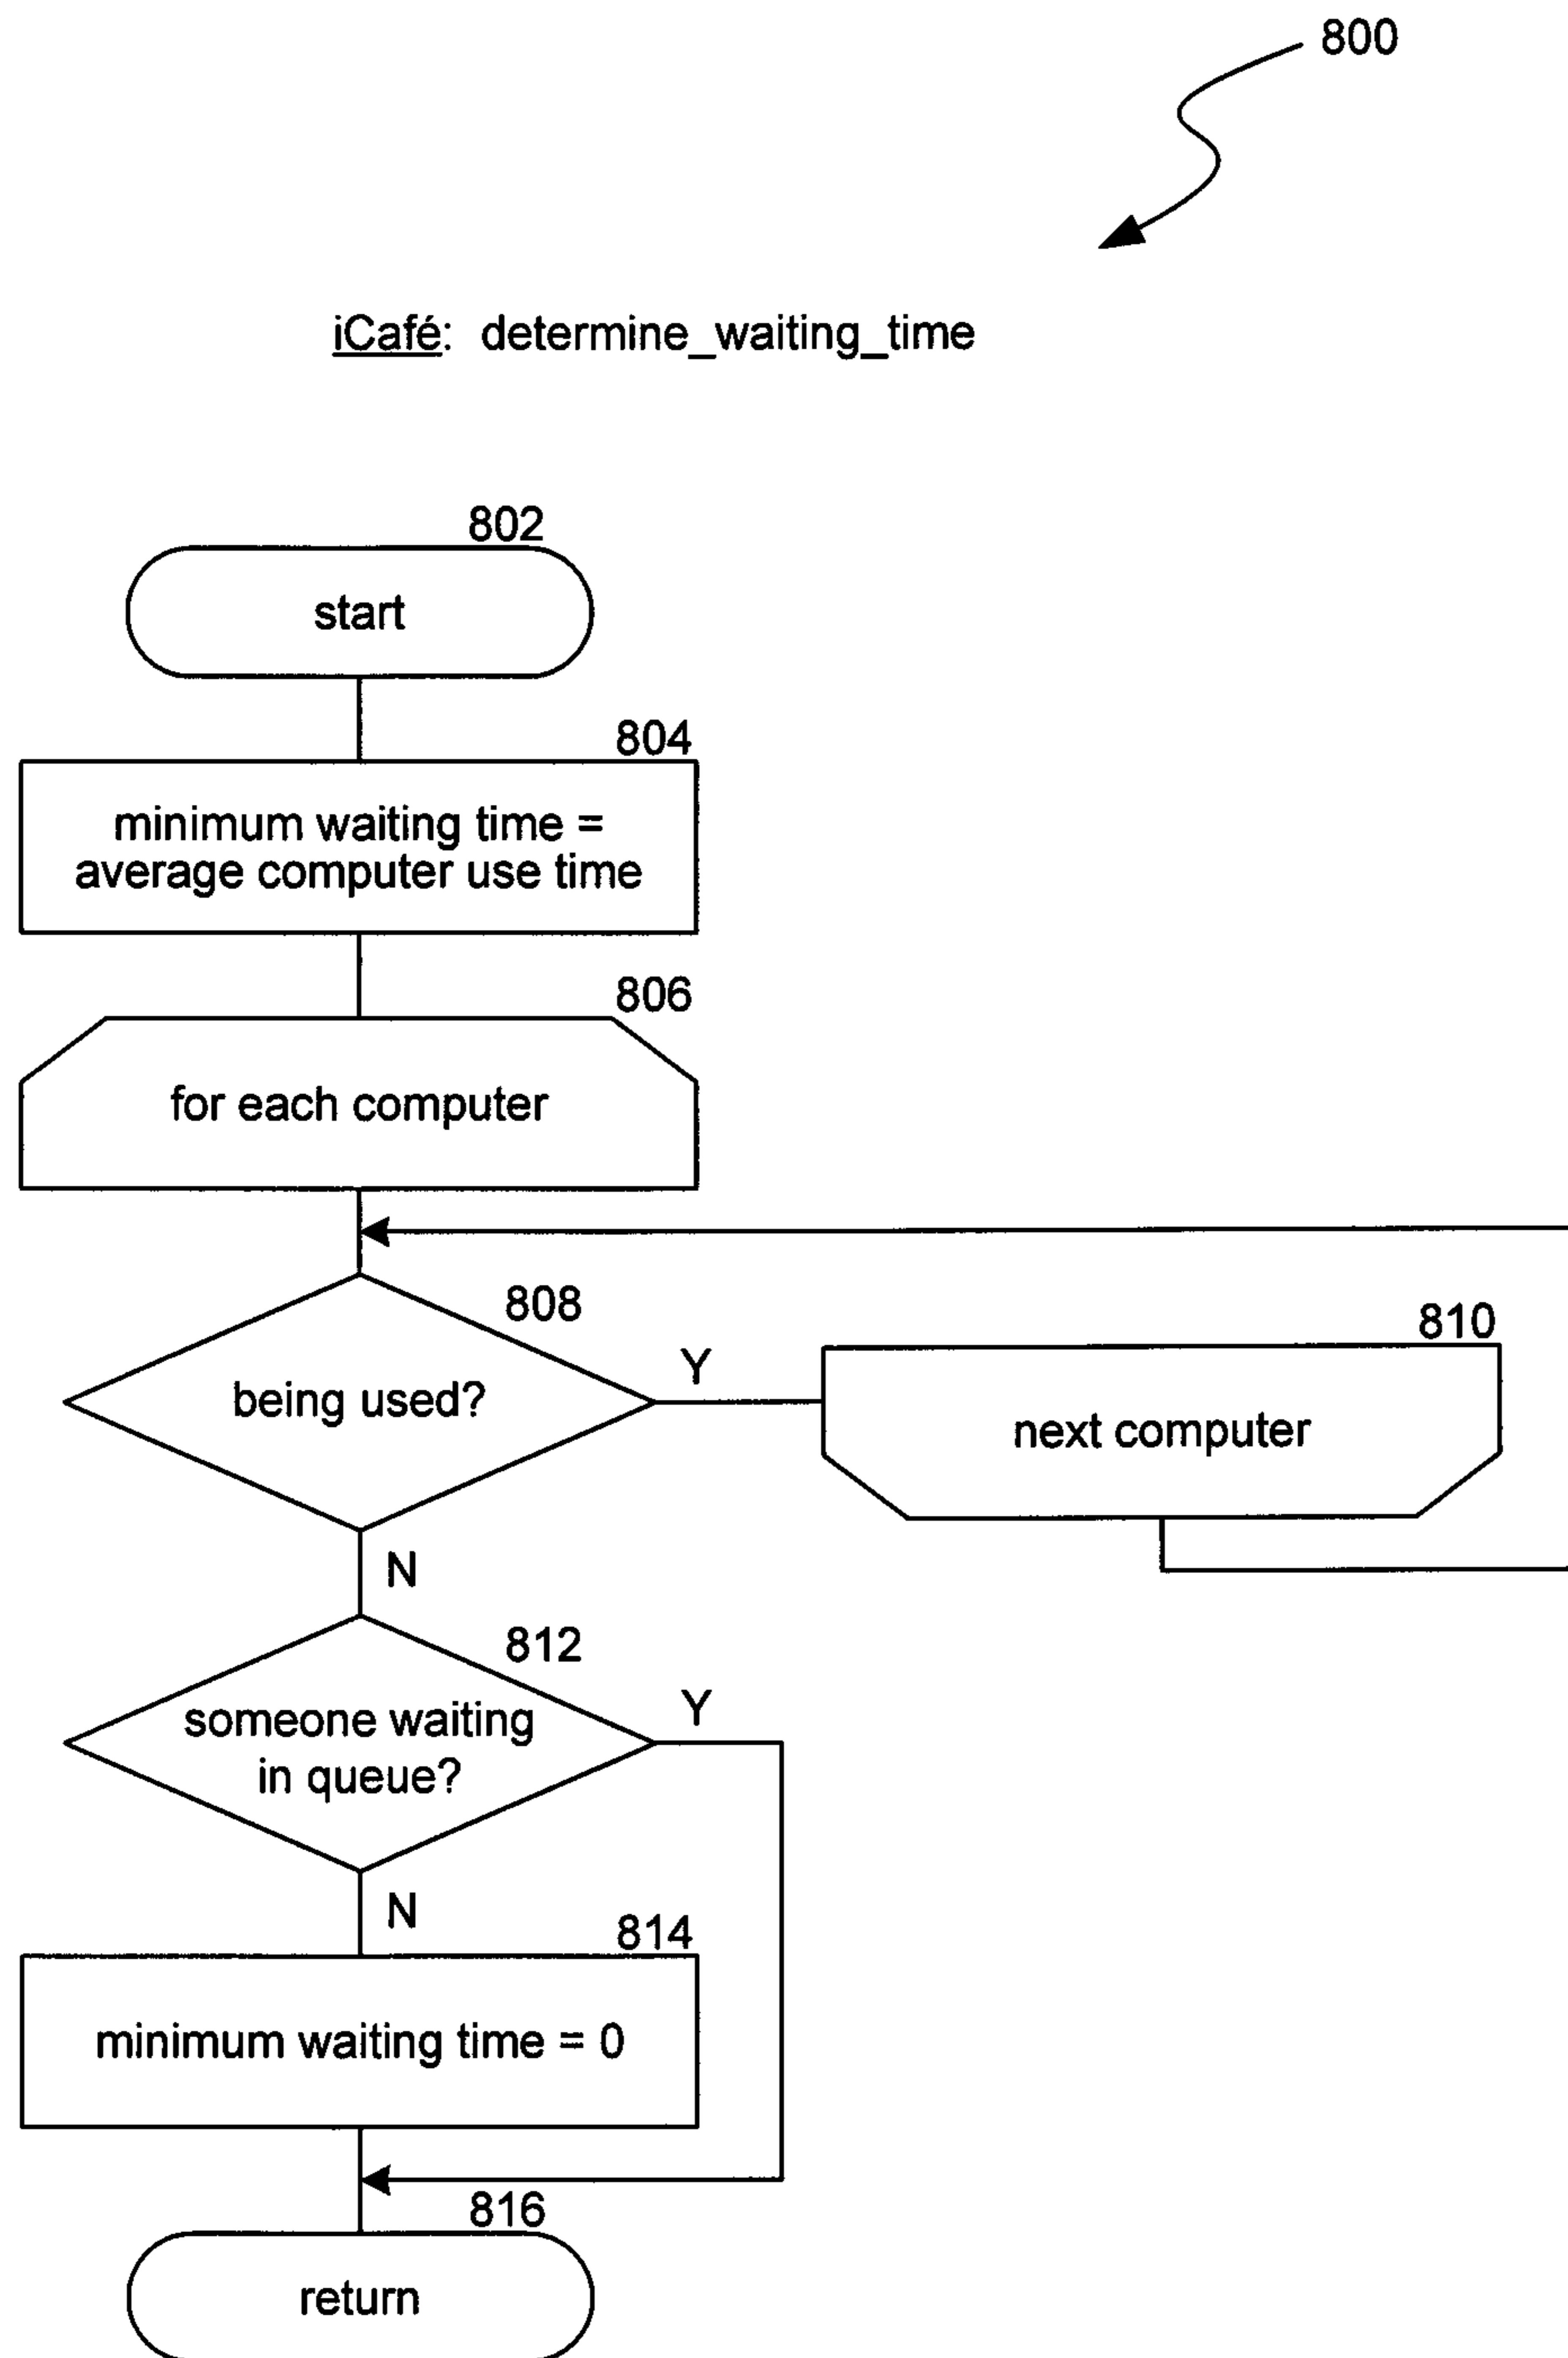 800
iCafé: determine_waiting_time
802
start
804
minimum waiting time =
average computer use time
806
for each computer
808
being used?
Y
810
next computer
N
812
someone waiting
in queue?
Y
N
814
minimum waiting time = 0
816
return